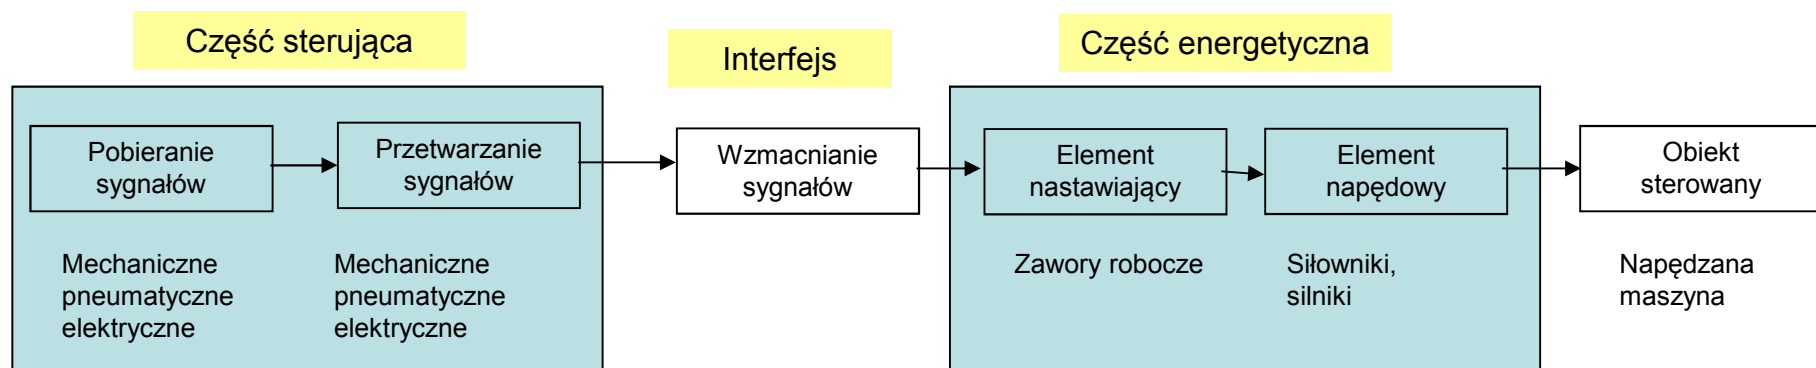 Część sterująca
Interfejs
Część energetyczna
Pobieranie
sygnałów
Przetwarzanie
sygnałów
Wzmacnianie
sygnałów
Element
nastawiający
Element
napędowy
Obiekt
sterowany
Mechaniczne
pneumatyczne
elektryczne
Mechaniczne
pneumatyczne
elektryczne
Zawory robocze
Siłowniki,
silniki
Napędzana
maszyna